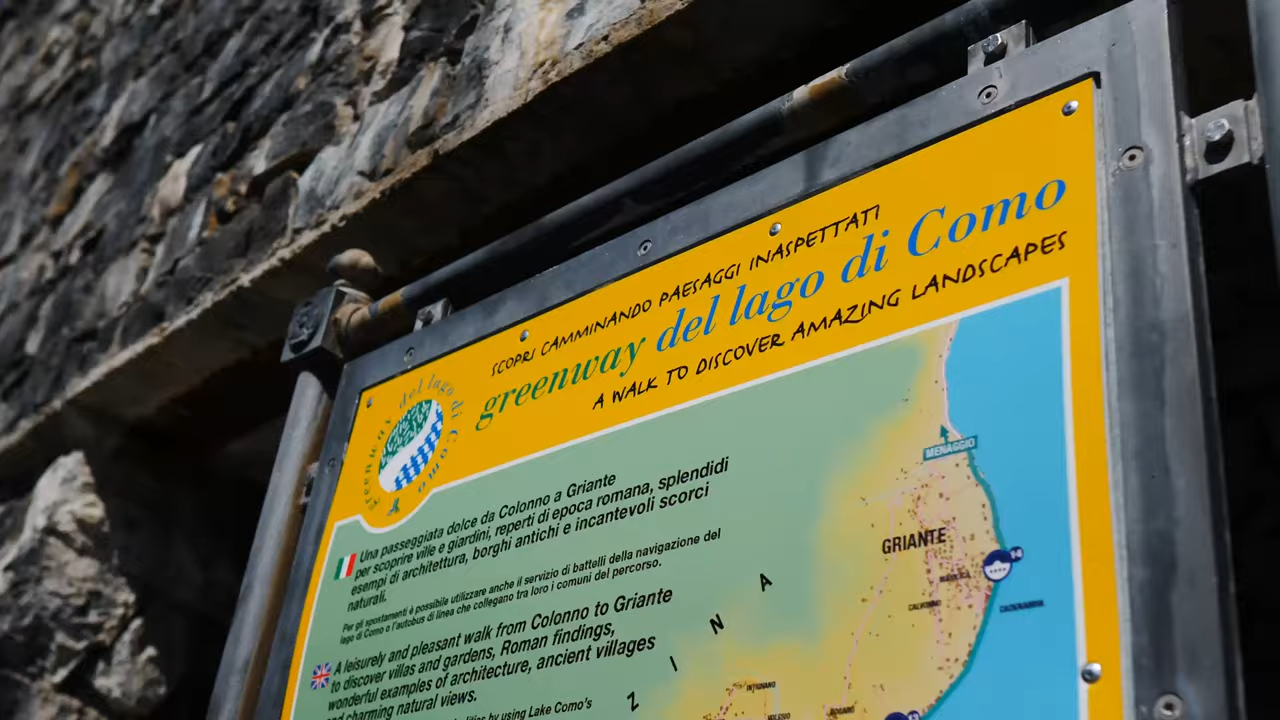 SCOPRI CAMMINANDO PAESAGGI INASPETTATI
greenway del lago di Como
A WALK TO DISCOVER AMAZING LANDSCAPES
greenway del lago di Como
Una passeggiata dolce da Colonno a Griante
per scoprire ville e giardini, reperti di epoca romana, splendidi
esempi di architettura, borghi antichi e incantevoli scorci
naturali.
Per gli spostamenti è possibile utilizzare anche il servizio di battelli della navigazione del
lago di Como o l'autobus di linea che collegano tra loro i comuni del percorso.
A leisurely and pleasant walk from Colonno to Griante
to discover villas and gardens, Roman findings,
wonderful examples of architecture, ancient villages
and charming natural views.
by using Lake Como's
MENAGGIO
GRIANTE
14
CADENABBIA
Z I N A
INTIGNANO